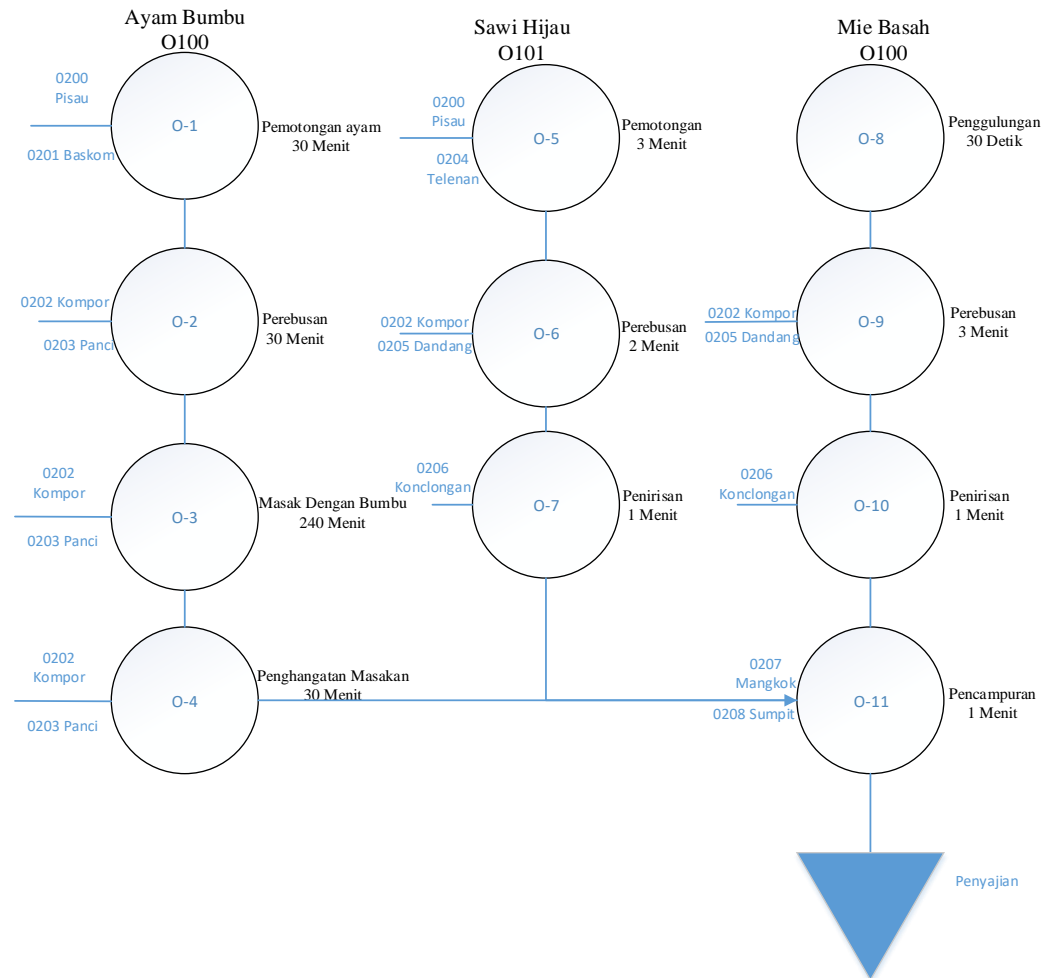 Ayam Bumbu
O100
0200
Pisau
0201 Baskom
O-1
Pemotongan ayam
30 Menit
0202 Kompor
0203 Panci
O-2
Perebusan
30 Menit
0202
Kompor
0203 Panci
O-3
Masak Dengan Bumbu
240 Menit
0202
Kompor
0203 Panci
O-4
Penghangatan Masakan
30 Menit
Sawi Hijau
O101
0200
Pisau
0204
Telenan
O-5
Pemotongan
3 Menit
0202 Kompor
0205 Dandang
O-6
Perebusan
2 Menit
0206
Konclongan
O-7
Penirisan
1 Menit
Mie Basah
O100
O-8
Penggulungan
30 Detik
0202 Kompor
0205 Dandang
O-9
Perebusan
3 Menit
0206
Konclongan
O-10
Penirisan
1 Menit
0207
Mangkok
0208 Sumpit
O-11
Pencampuran
1 Menit
Penyajian